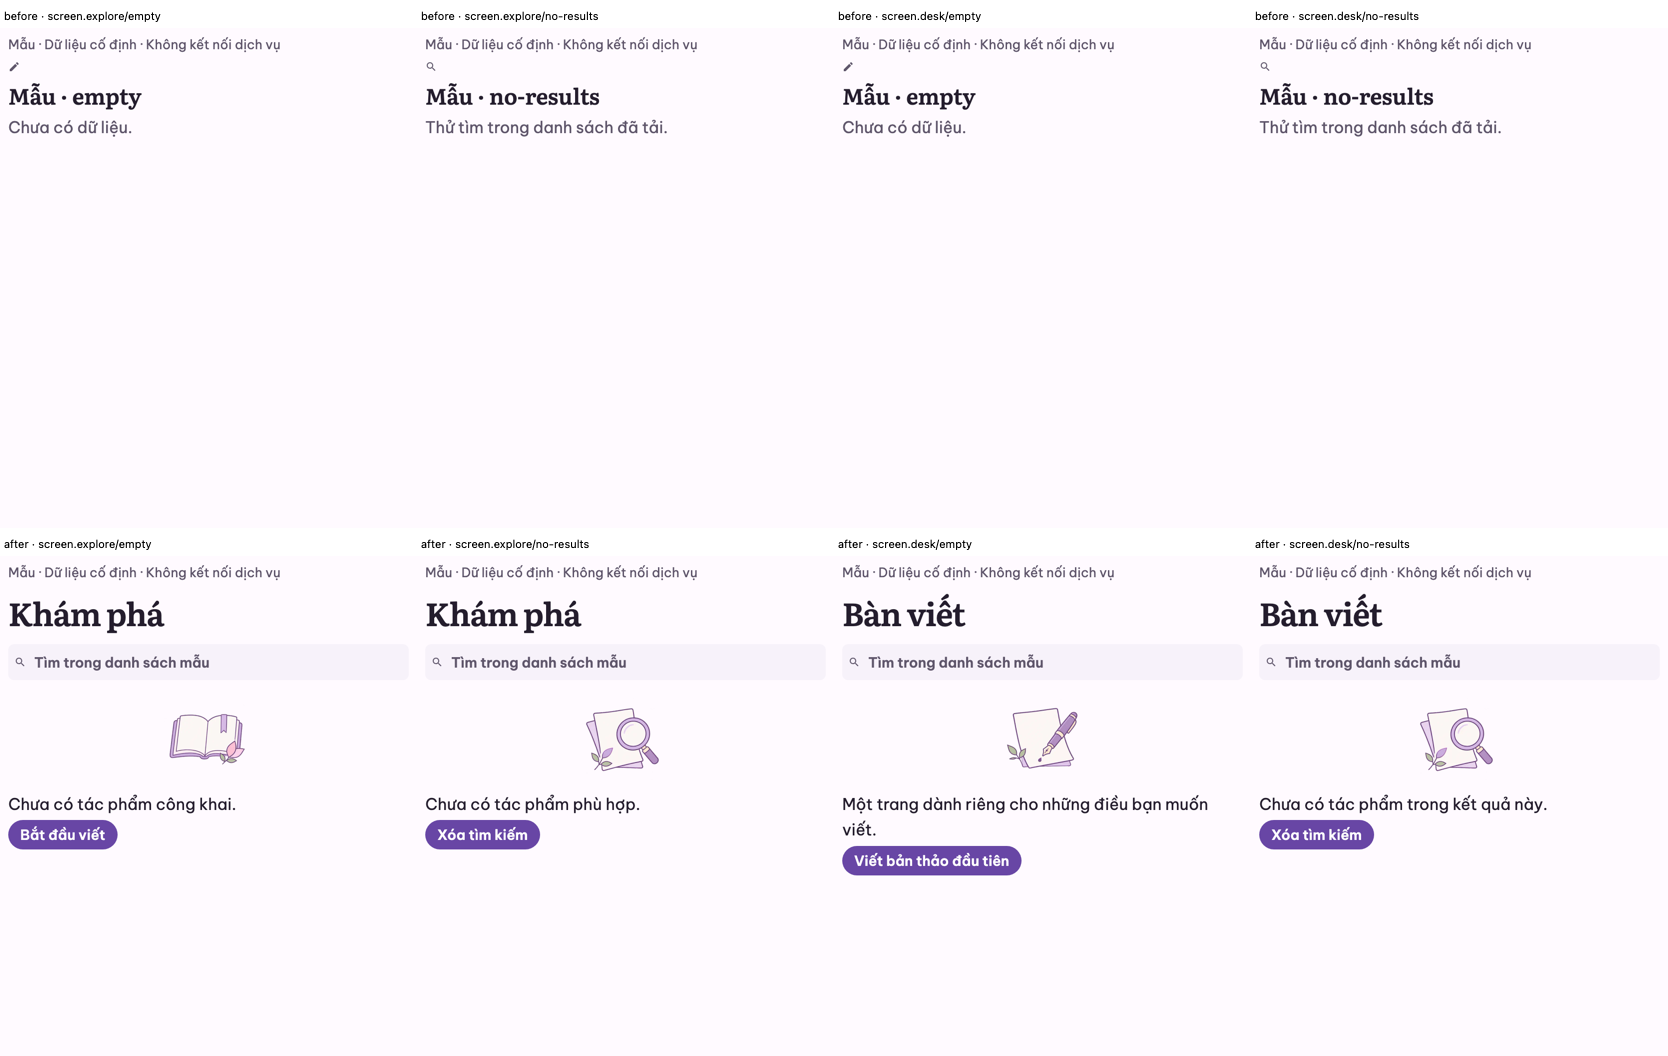 before · screen.explore/empty
Mẫu · Dữ liệu cố định · Không kết nối dịch vụ
Mẫu · empty
Chưa có dữ liệu.
before · screen.explore/no-results
Mẫu · Dữ liệu cố định · Không kết nối dịch vụ
Mẫu · no-results
Thử tìm trong danh sách đã tải.
before · screen.desk/empty
Mẫu · Dữ liệu cố định · Không kết nối dịch vụ
Mẫu · empty
Chưa có dữ liệu.
before · screen.desk/no-results
Mẫu · Dữ liệu cố định · Không kết nối dịch vụ
Mẫu · no-results
Thử tìm trong danh sách đã tải.
after · screen.explore/empty
Mẫu · Dữ liệu cố định · Không kết nối dịch vụ
Khám phá
Tìm trong danh sách mẫu
Chưa có tác phẩm công khai.
Bắt đầu viết
after · screen.explore/no-results
Mẫu · Dữ liệu cố định · Không kết nối dịch vụ
Khám phá
Tìm trong danh sách mẫu
Chưa có tác phẩm phù hợp.
Xóa tìm kiếm
after · screen.desk/empty
Mẫu · Dữ liệu cố định · Không kết nối dịch vụ
Bàn viết
Tìm trong danh sách mẫu
Một trang dành riêng cho những điều bạn muốn
viết.
Viết bản thảo đầu tiên
after · screen.desk/no-results
Mẫu · Dữ liệu cố định · Không kết nối dịch vụ
Bàn viết
Tìm trong danh sách mẫu
Chưa có tác phẩm trong kết quả này.
Xóa tìm kiếm